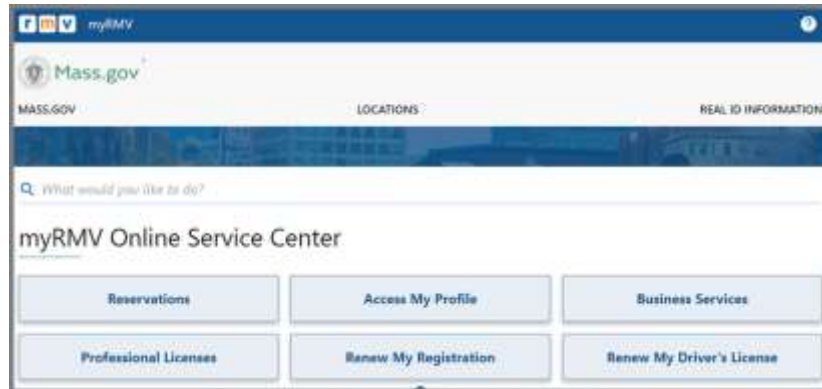 rmv myRMV ?
Mass.gov
MASS.GOV LOCATIONS REAL ID INFORMATION
What would you like to do?
myRMV Online Service Center
Reservations Access My Profile Business Services
Professional Licenses Renew My Registration Renew My Driver's License